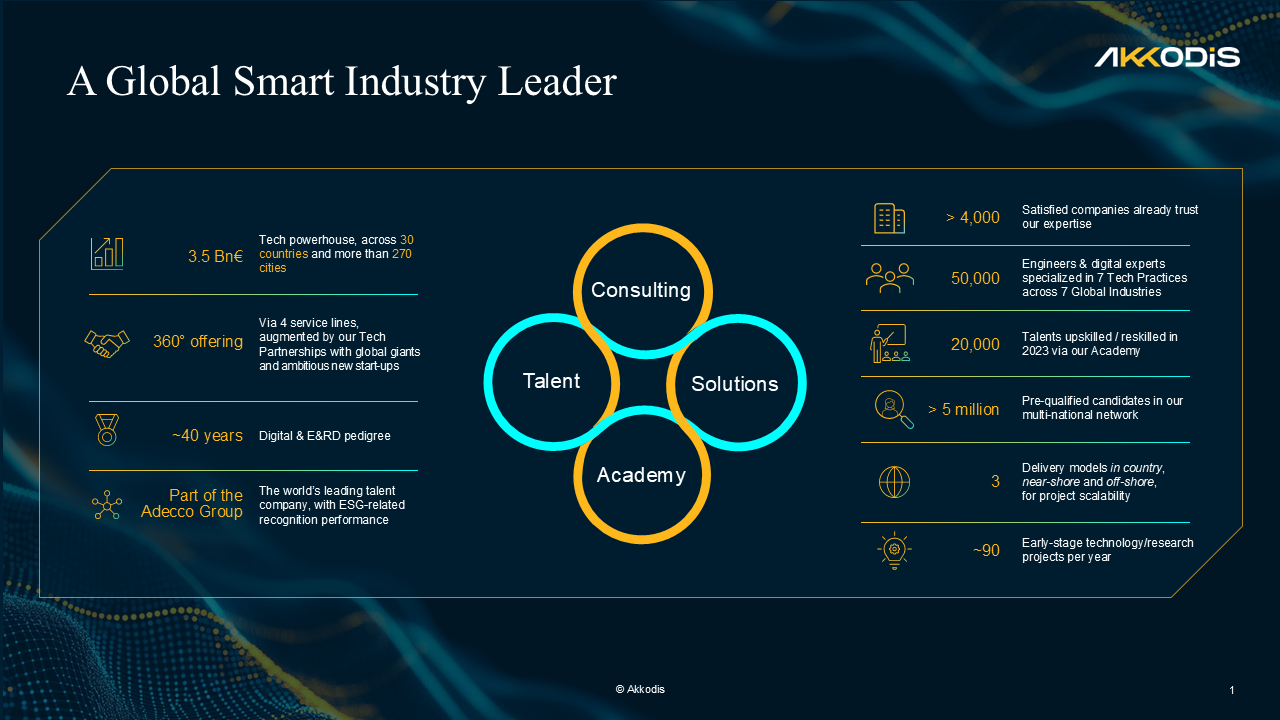 A Global Smart Industry Leader
AKKODiS
3.5 Bn€
Tech powerhouse, across 30
countries and more than 270
cities
360° offering
Via 4 service lines,
augmented by our Tech
Partnerships with global giants
and ambitious new start-ups
~40 years
Digital & E&RD pedigree
Part of the
Adecco Group
The world's leading talent
company, with ESG-related
recognition performance
Consulting
Talent
Solutions
Academy
> 4,000
Satisfied companies already trust
our expertise
50,000
Engineers & digital experts
specialized in 7 Tech Practices
across 7 Global Industries
20,000
Talents upskilled / reskilled in
2023 via our Academy
> 5 million
Pre-qualified candidates in our
multi-national network
3
Delivery models in country,
near-shore and off-shore,
for project scalability
~90
Early-stage technology/research
projects per year
© Akkodis
1